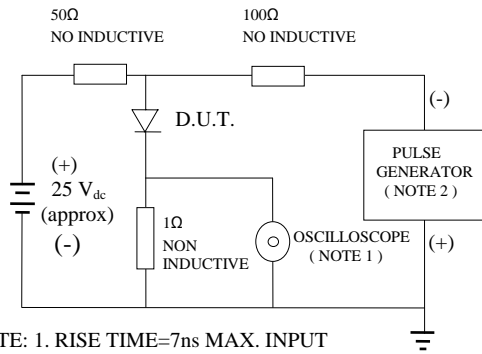 50Ω
NO INDUCTIVE
100Ω
NO INDUCTIVE
(-)
D.U.T.
PULSE
GENERATOR
( NOTE 2 )
(+)
25 Vdc
(approx)
(-)
1Ω
NON
INDUCTIVE
OSCILLOSCOPE
( NOTE 1 )
(+)
TE: 1. RISE TIME=7ns MAX. INPUT